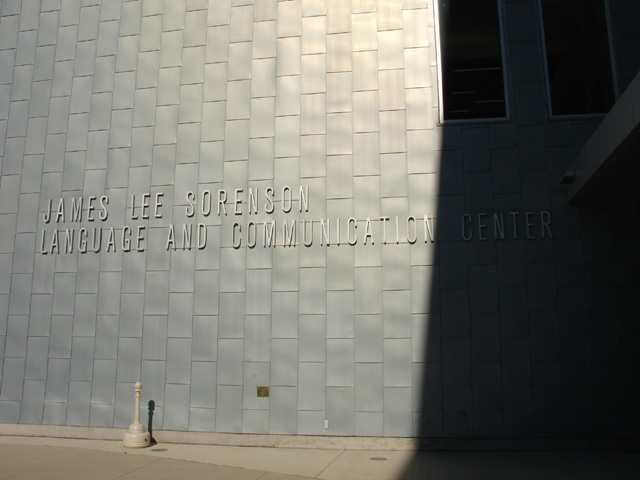 JAMES LEE SORENSON
LANGUAGE AND COMMUNICATION CENTER